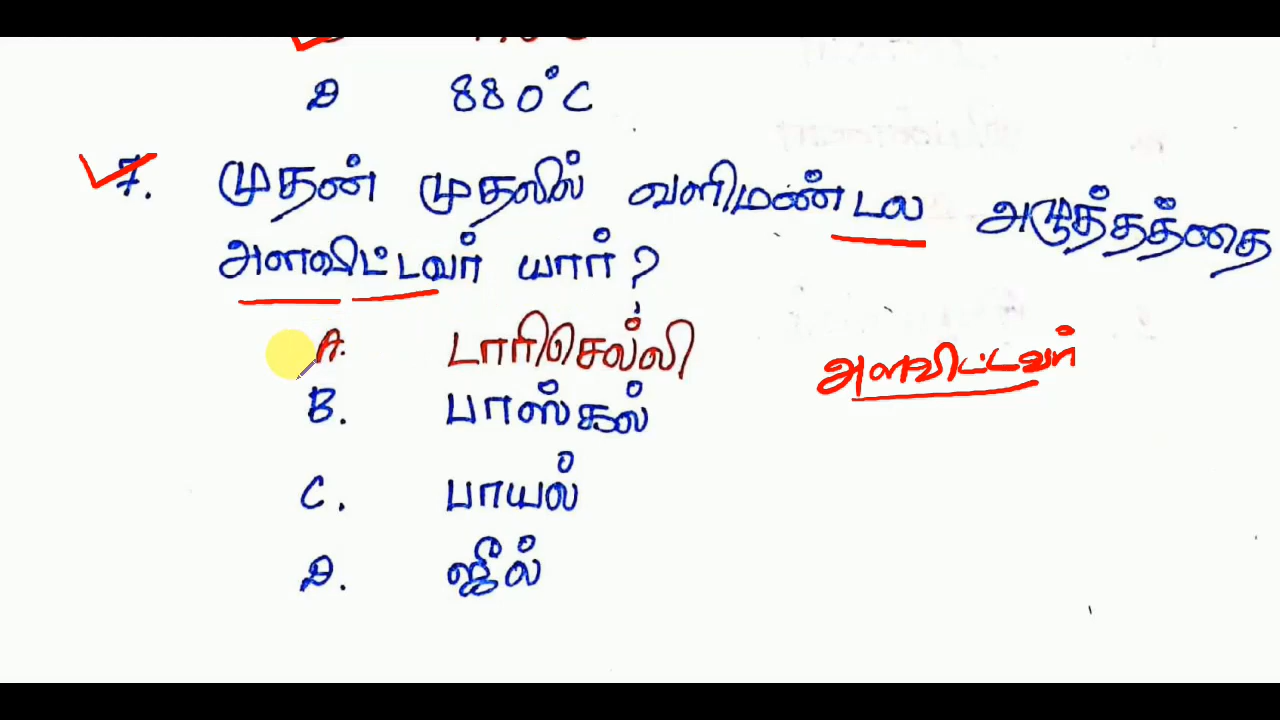 D 880°C
7. முதன் முதலில் வளிமண்டல அழுத்தத்தை
அளவிட்டவர் யார்?
A. டாரிசெல்லி
அளவிட்டவர்
B. பாஸ்கல்
C. பாயல்
D. ஜீல்